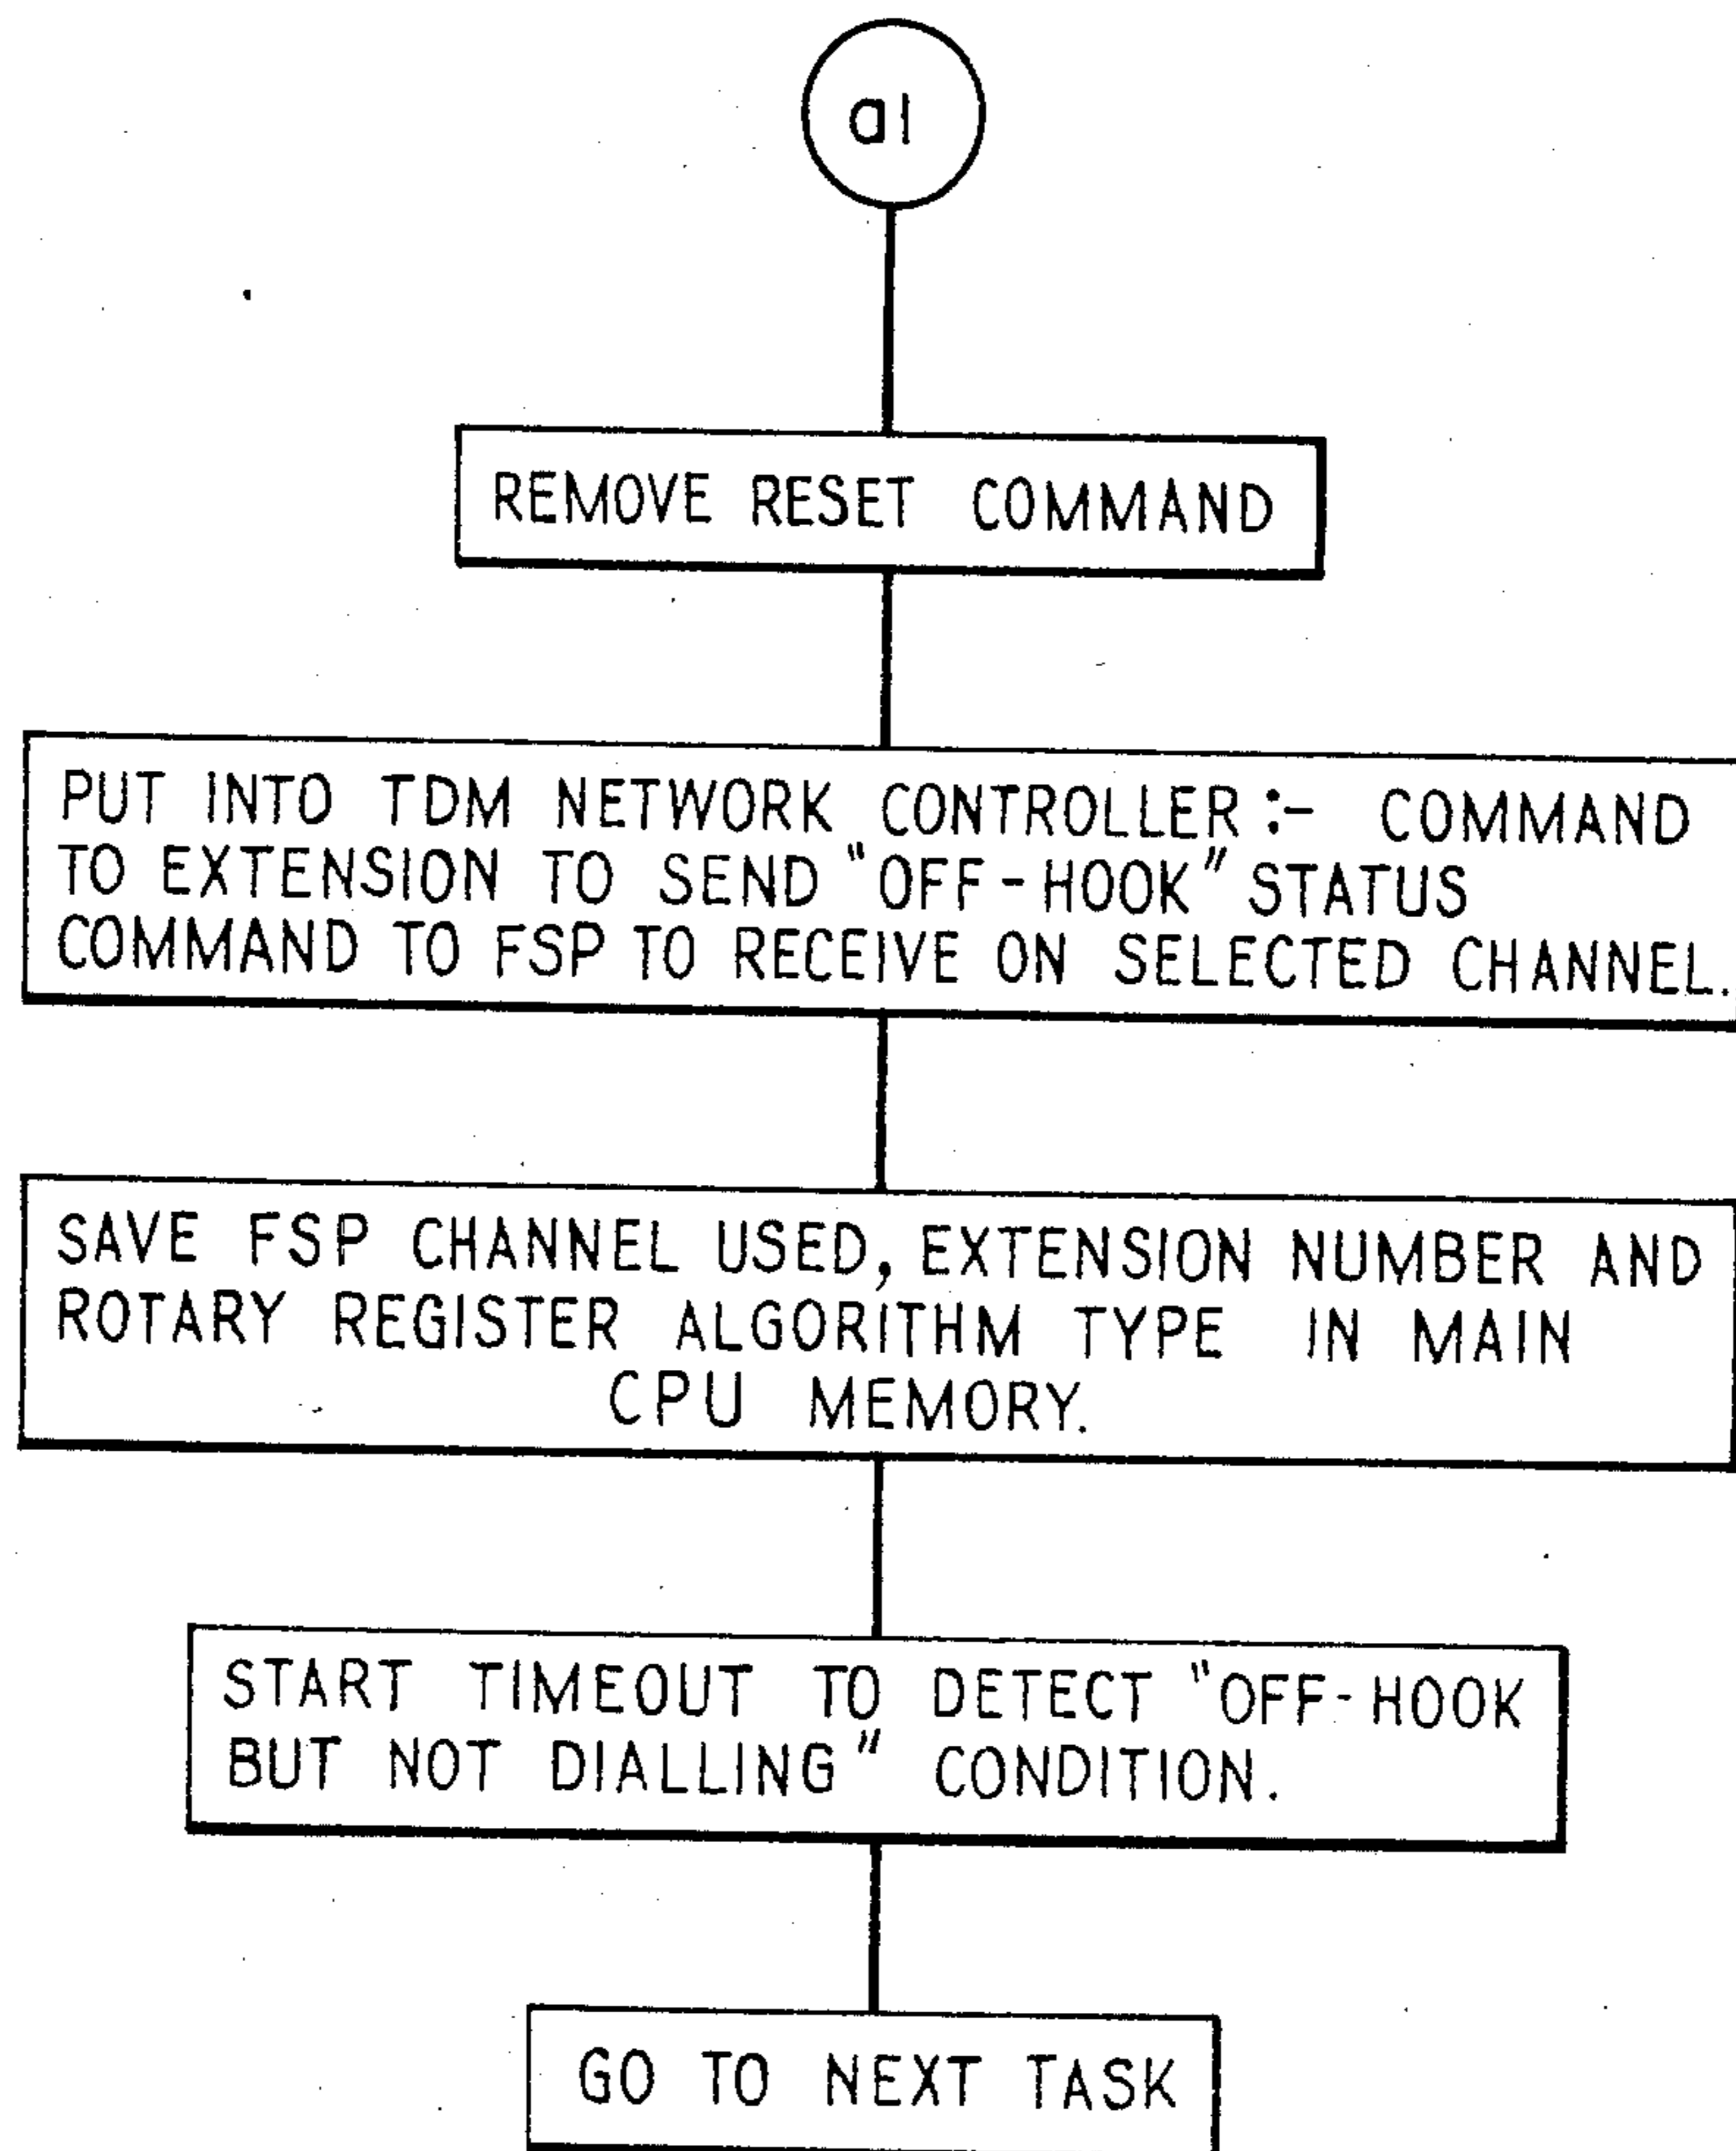 a1
REMOVE RESET COMMAND
PUT INTO TDM NETWORK CONTROLLER :- COMMAND
TO EXTENSION TO SEND "OFF-HOOK" STATUS
COMMAND TO FSP TO RECEIVE ON SELECTED CHANNEL.
SAVE FSP CHANNEL USED, EXTENSION NUMBER AND
ROTARY REGISTER ALGORITHM TYPE IN MAIN
CPU MEMORY.
START TIMEOUT TO DETECT "OFF-HOOK
BUT NOT DIALLING" CONDITION.
GO TO NEXT TASK